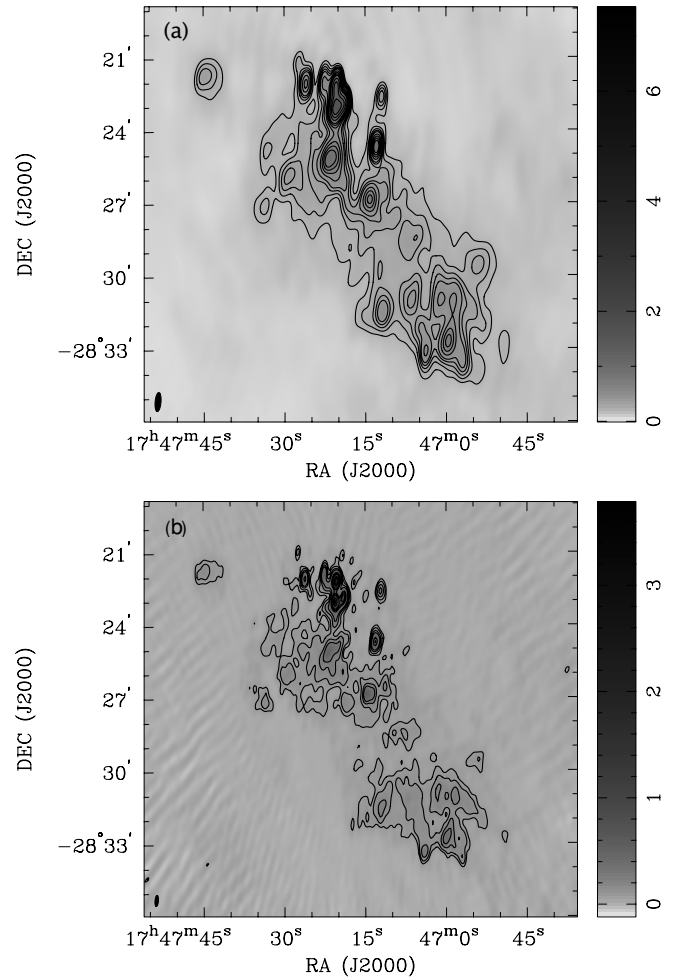 (a)
21′
24′
27′
30′
−28°33′
DEC (J2000)
17ʰ47ᵐ45ˢ 30ˢ 15ˢ 47ᵐ0ˢ 45ˢ
RA (J2000)
6
4
2
0
(b)
21′
24′
27′
30′
−28°33′
DEC (J2000)
17ʰ47ᵐ45ˢ 30ˢ 15ˢ 47ᵐ0ˢ 45ˢ
RA (J2000)
3
2
1
0